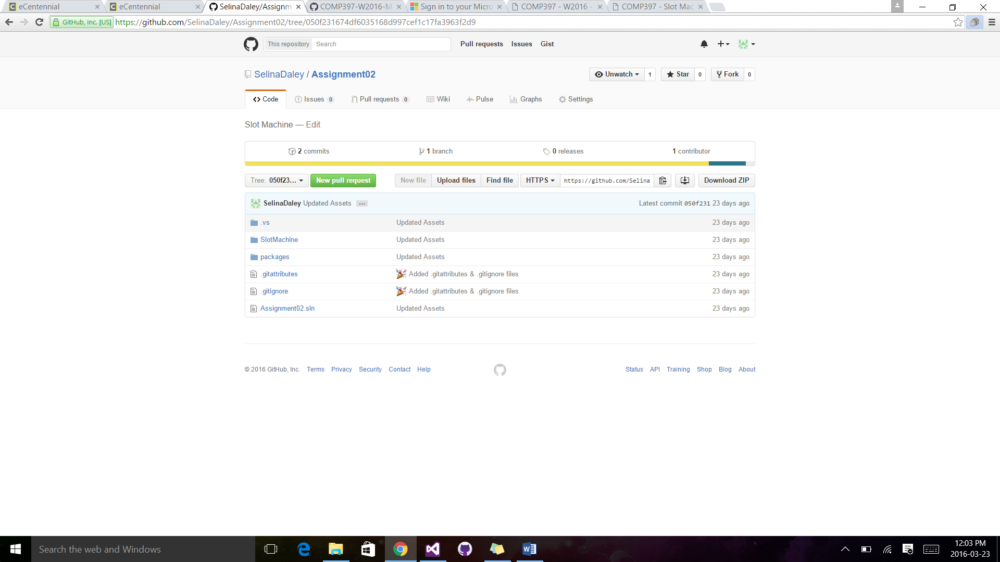 eCentennial eCentennial SelinaDaley/Assignm COMP397-W2016-M Sign in to your Micro COMP397 - W2016 - COMP397 - Slot Mac
GitHub, Inc. [US] https://github.com/SelinaDaley/Assignment02/tree/050f231674df6035168d997cef1c17fa3963f2d9
This repository Search Pull requests Issues Gist
SelinaDaley / Assignment02 Unwatch 1 Star 0 Fork 0
Code Issues 0 Pull requests 0 Wiki Pulse Graphs Settings
Slot Machine — Edit
2 commits 1 branch 0 releases 1 contributor
Tree: 050f23... New pull request New file Upload files Find file HTTPS https://github.com/Selina Download ZIP
SelinaDaley Updated Assets ... Latest commit 050f231 23 days ago
.vs Updated Assets 23 days ago
SlotMachine Updated Assets 23 days ago
packages Updated Assets 23 days ago
.gitattributes Added .gitattributes & .gitignore files 23 days ago
.gitignore Added .gitattributes & .gitignore files 23 days ago
Assignment02.sln Updated Assets 23 days ago
© 2016 GitHub, Inc. Terms Privacy Security Contact Help Status API Training Shop Blog About
Search the web and Windows 12:03 PM
2016-03-23